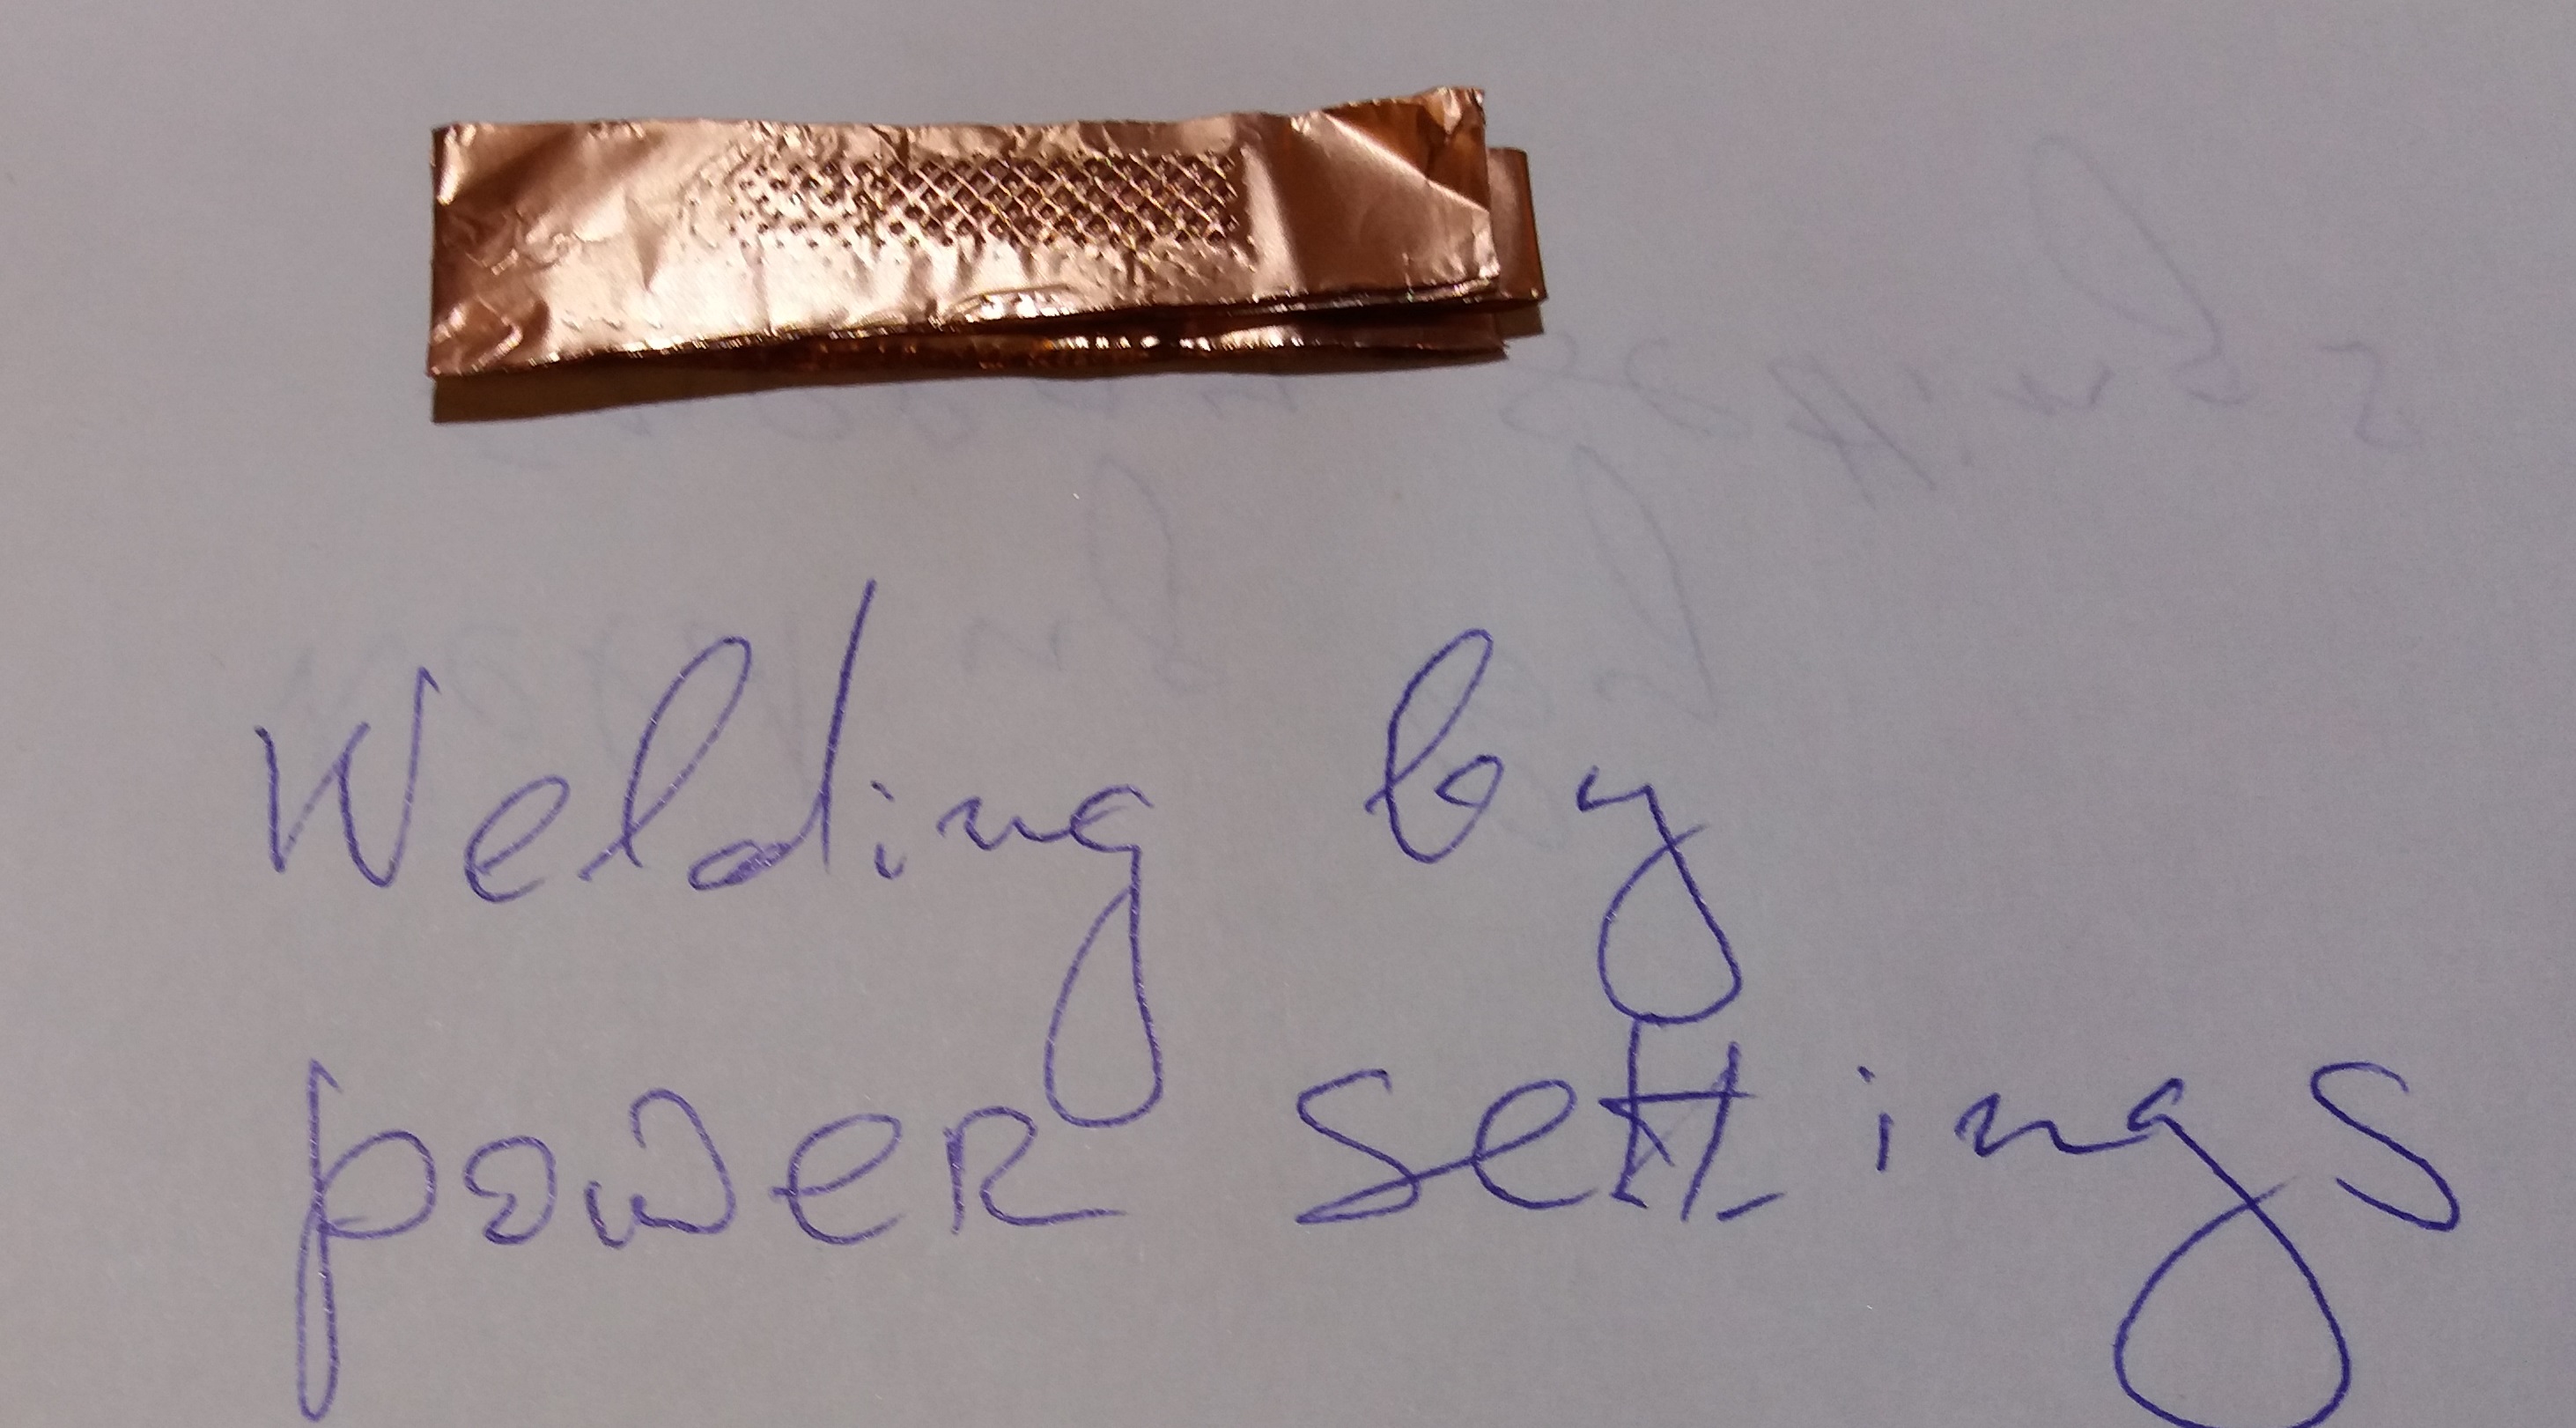 Welding by
power settings